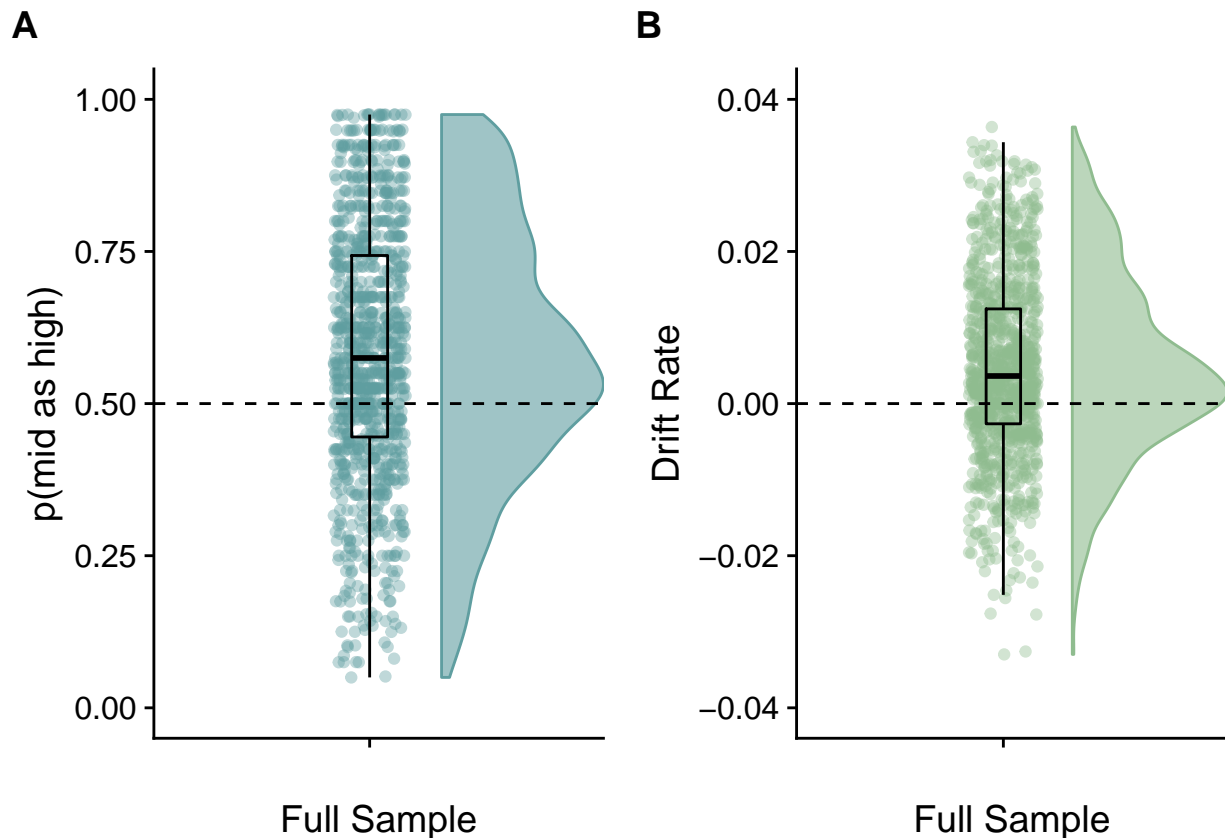 A
p(mid as high)
1.00
0.75
0.50
0.25
0.00
Full Sample
B
Drift Rate
0.04
0.02
0.00
−0.02
−0.04
Full Sample